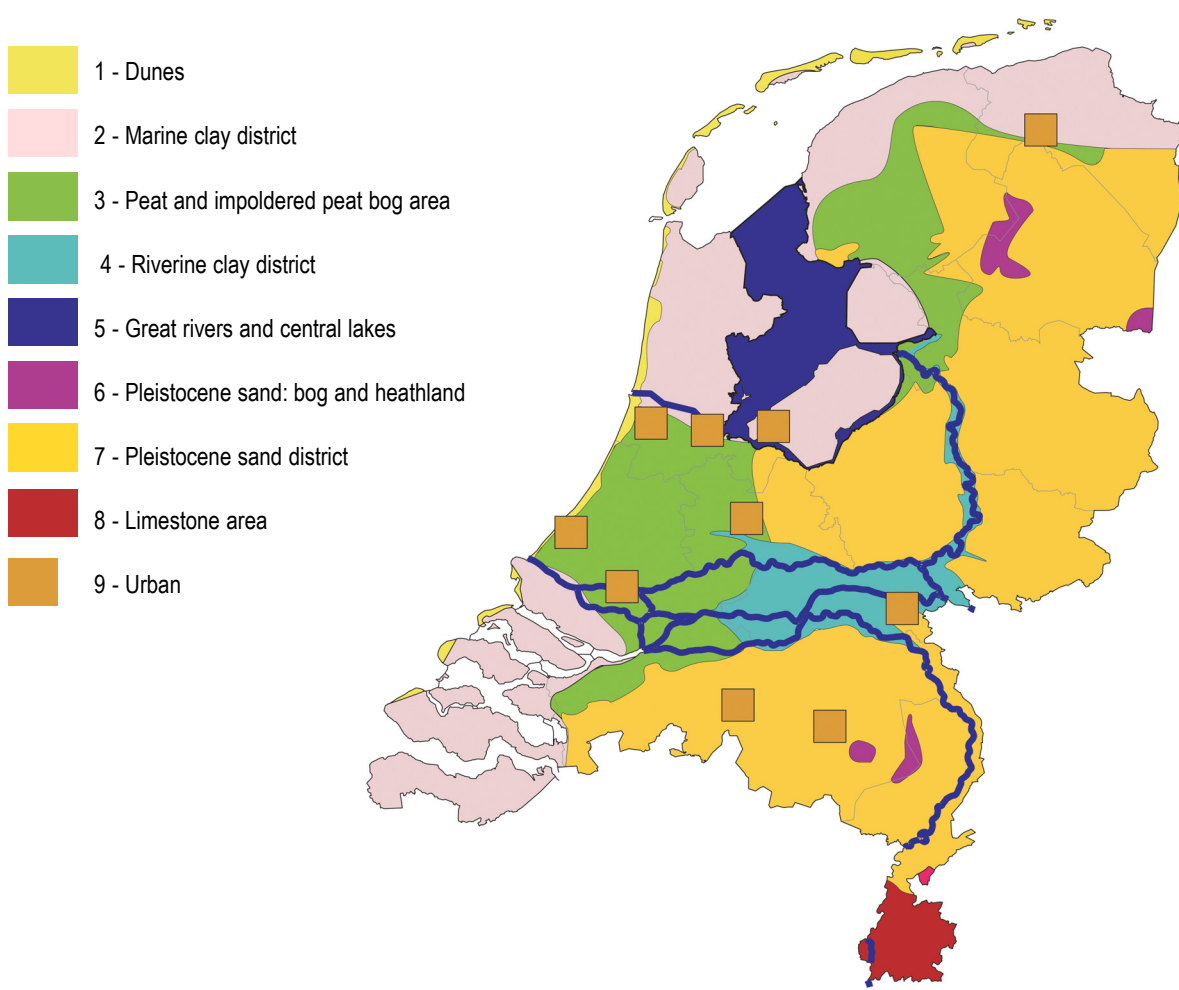 1 - Dunes
2 - Marine clay district
3 - Peat and impoldered peat bog area
4 - Riverine clay district
5 - Great rivers and central lakes
6 - Pleistocene sand: bog and heathland
7 - Pleistocene sand district
8 - Limestone area
9 - Urban